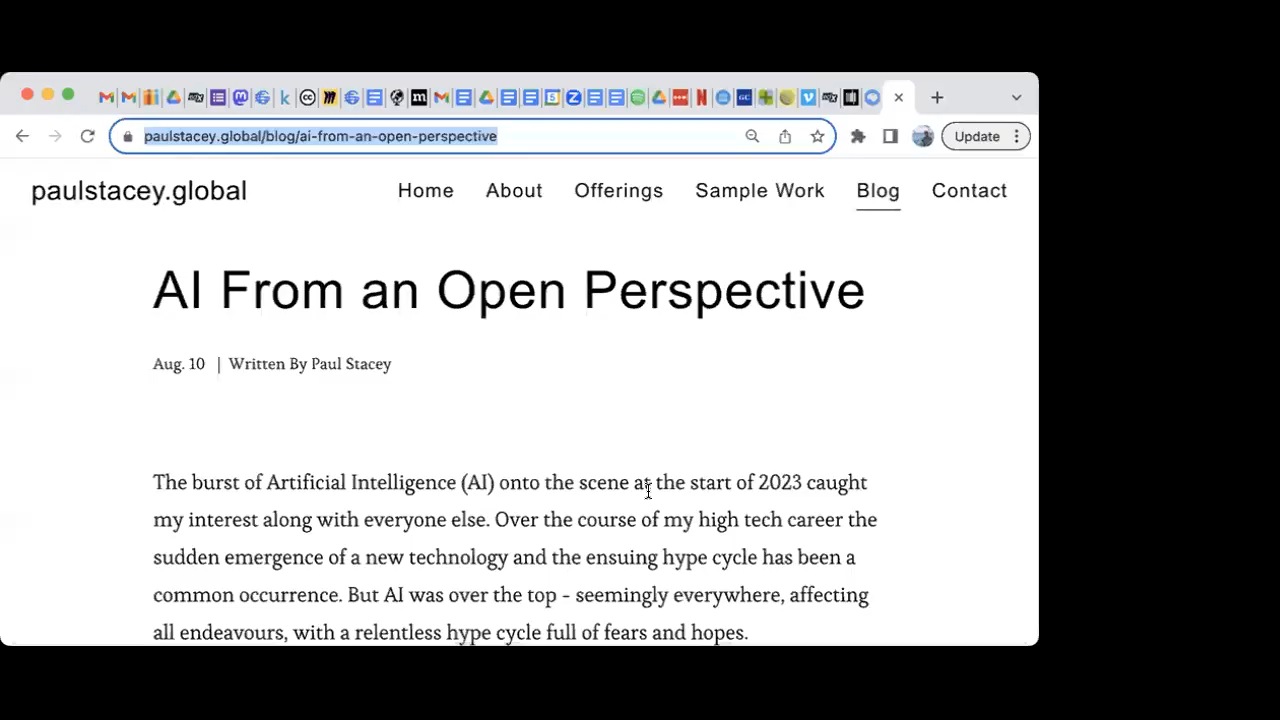 paulstacey.global/blog/ai-from-an-open-perspective
Update
paulstacey.global
Home
About
Offerings
Sample Work
Blog
Contact
AI From an Open Perspective
Aug. 10 | Written By Paul Stacey
The burst of Artificial Intelligence (AI) onto the scene at the start of 2023 caught
my interest along with everyone else. Over the course of my high tech career the
sudden emergence of a new technology and the ensuing hype cycle has been a
common occurrence. But AI was over the top - seemingly everywhere, affecting
all endeavours, with a relentless hype cycle full of fears and hopes.